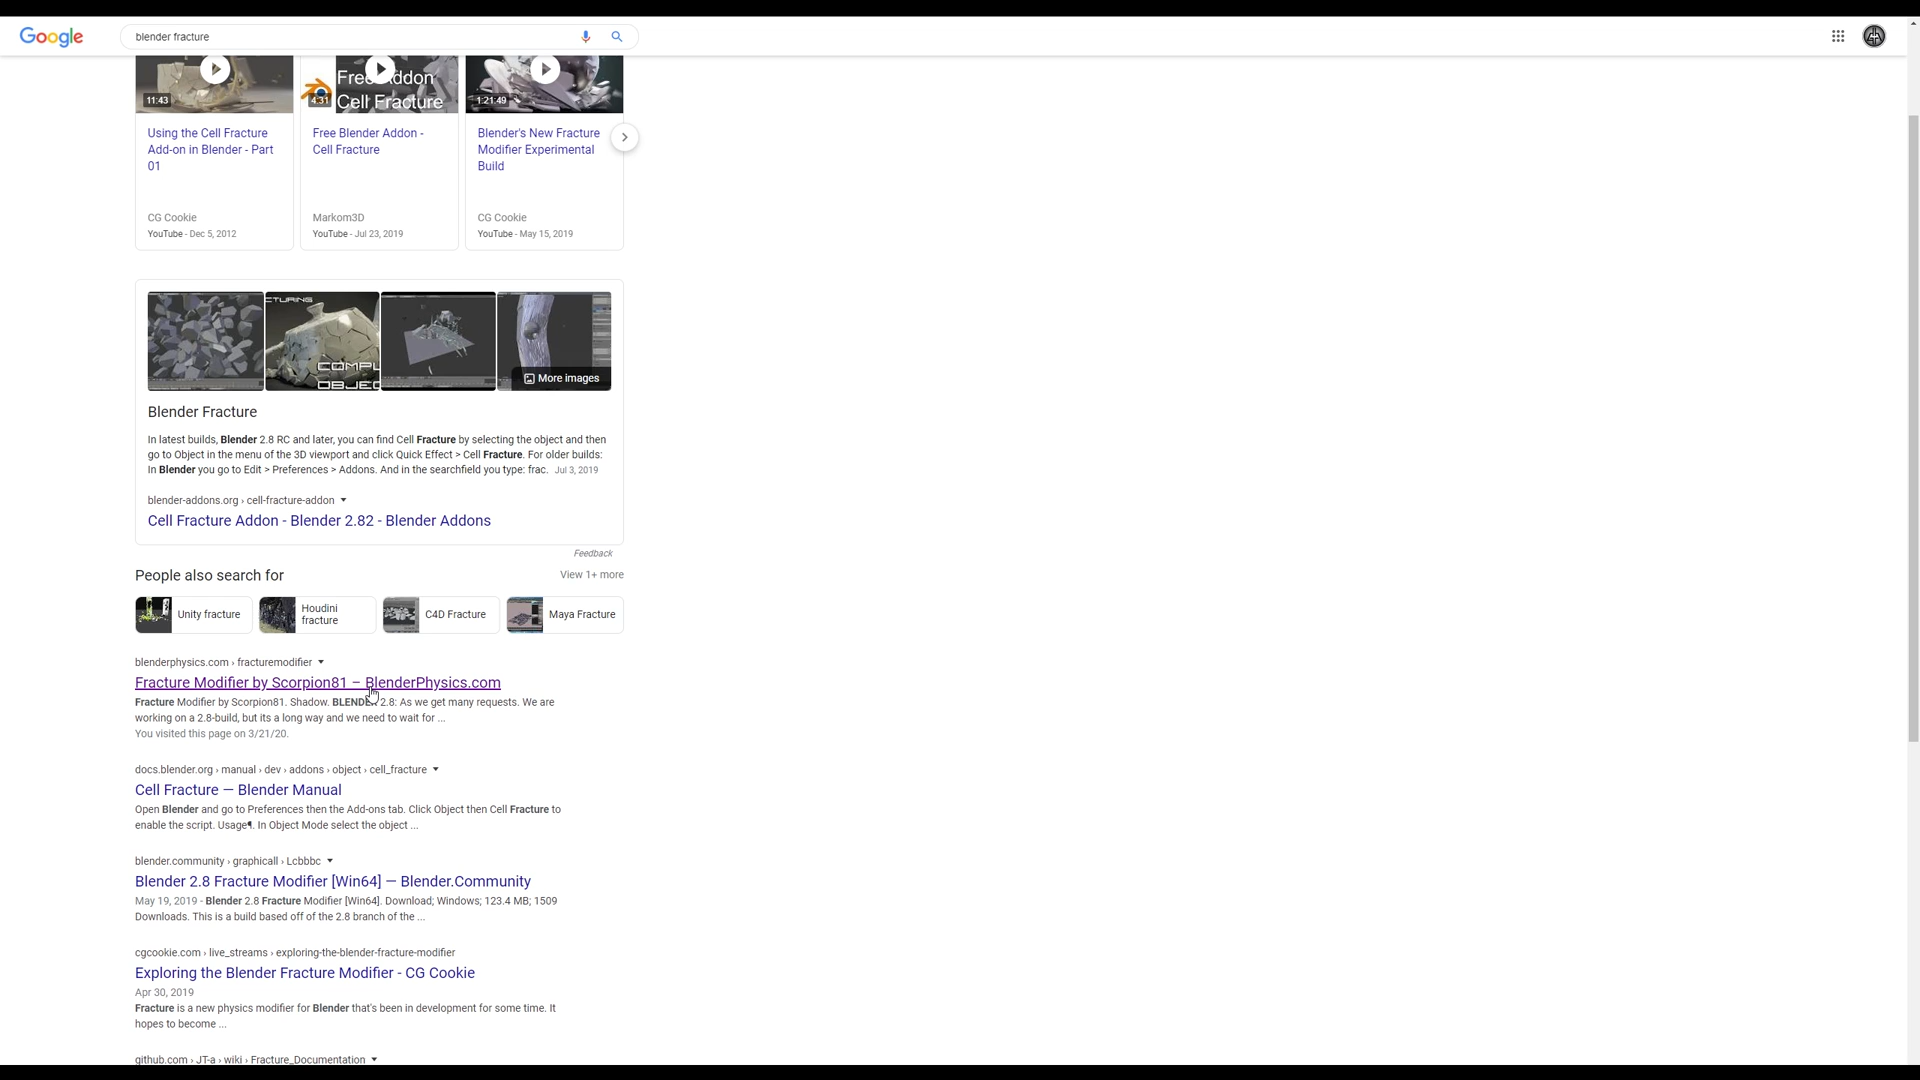 Google
blender fracture
11:43
4:31
Free Addon
Cell Fracture
1:21:49
Using the Cell Fracture
Add-on in Blender - Part
01
Free Blender Addon -
Cell Fracture
Blender's New Fracture
Modifier Experimental
Build
CG Cookie
YouTube - Dec 5, 2012
Markom3D
YouTube - Jul 23, 2019
CG Cookie
YouTube - May 15, 2019
CTURING
COMPL
OBJEC
More images
Blender Fracture
In latest builds, Blender 2.8 RC and later, you can find Cell Fracture by selecting the object and then
go to Object in the menu of the 3D viewport and click Quick Effect > Cell Fracture. For older builds:
In Blender you go to Edit > Preferences > Addons. And in the searchfield you type: frac. Jul 3, 2019
blender-addons.org › cell-fracture-addon
Cell Fracture Addon - Blender 2.82 - Blender Addons
Feedback
People also search for
View 1+ more
Unity fracture
Houdini
fracture
C4D Fracture
Maya Fracture
blenderphysics.com › fracturemodifier
Fracture Modifier by Scorpion81 – BlenderPhysics.com
Fracture Modifier by Scorpion81. Shadow. BLENDER 2.8: As we get many requests. We are
working on a 2.8-build, but its a long way and we need to wait for ...
You visited this page on 3/21/20.
docs.blender.org › manual › dev › addons › object › cell_fracture
Cell Fracture — Blender Manual
Open Blender and go to Preferences then the Add-ons tab. Click Object then Cell Fracture to
enable the script. Usage¶. In Object Mode select the object ...
blender.community › graphicall › Lcbbbc
Blender 2.8 Fracture Modifier [Win64] — Blender.Community
May 19, 2019 - Blender 2.8 Fracture Modifier [Win64]. Download; Windows; 123.4 MB; 1509
Downloads. This is a build based off of the 2.8 branch of the ...
cgcookie.com › live_streams › exploring-the-blender-fracture-modifier
Exploring the Blender Fracture Modifier - CG Cookie
Apr 30, 2019
Fracture is a new physics modifier for Blender that's been in development for some time. It
hopes to become ...
github.com › JT-a › wiki › Fracture_Documentation